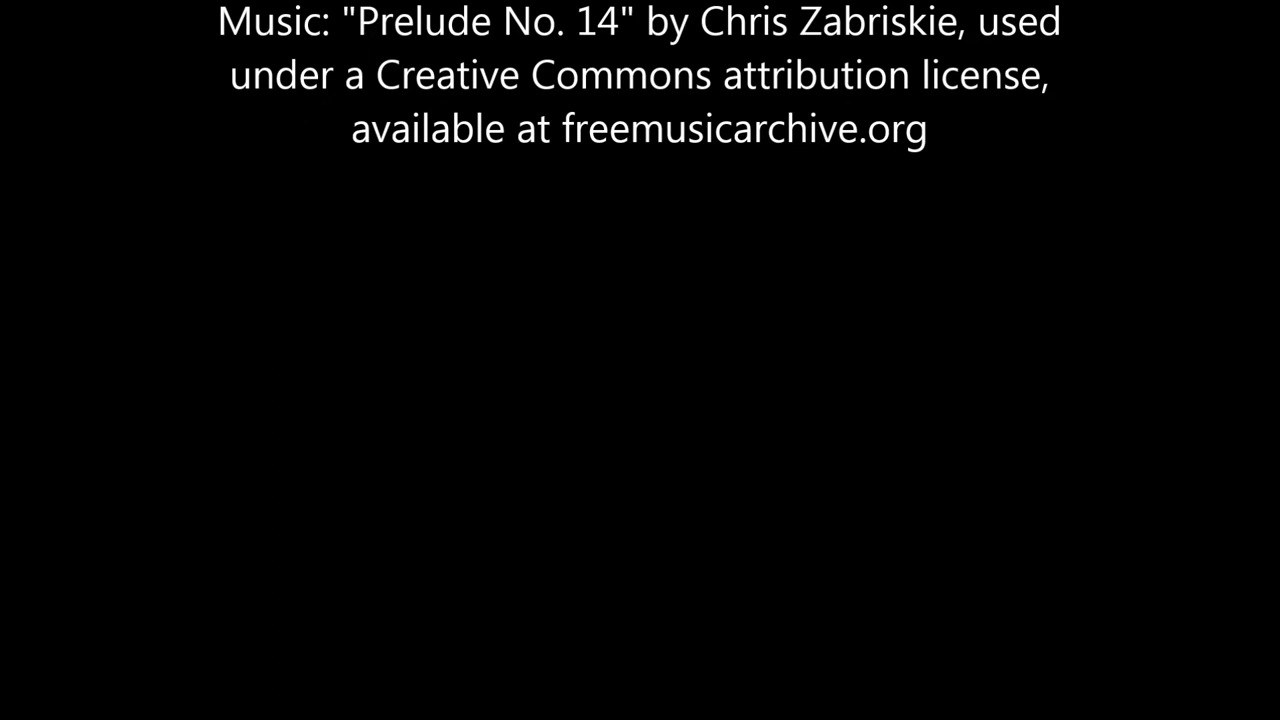 Music: "Prelude No. 14" by Chris Zabriskie, used
under a Creative Commons attribution license,
available at freemusicarchive.org